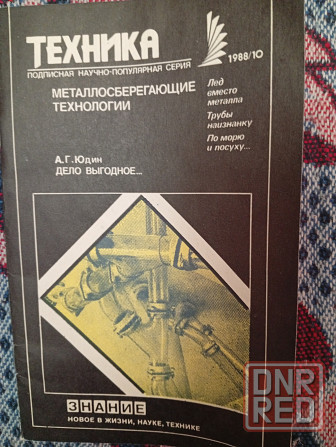 ТЕХНИКА
ПОДПИСНАЯ НАУЧНО-ПОПУЛЯРНАЯ СЕРИЯ
1988/10
МЕТАЛЛОСБЕРЕГАЮЩИЕ
ТЕХНОЛОГИИ
Лед
вместо
металла
Трубы
наизнанку
По морю
и посуху...
А.Г.Юдин
ДЕЛО ВЫГОДНОЕ...
ЗНАНИЕ
НОВОЕ В ЖИЗНИ, НАУКЕ, ТЕХНИКЕ
DNR
RED